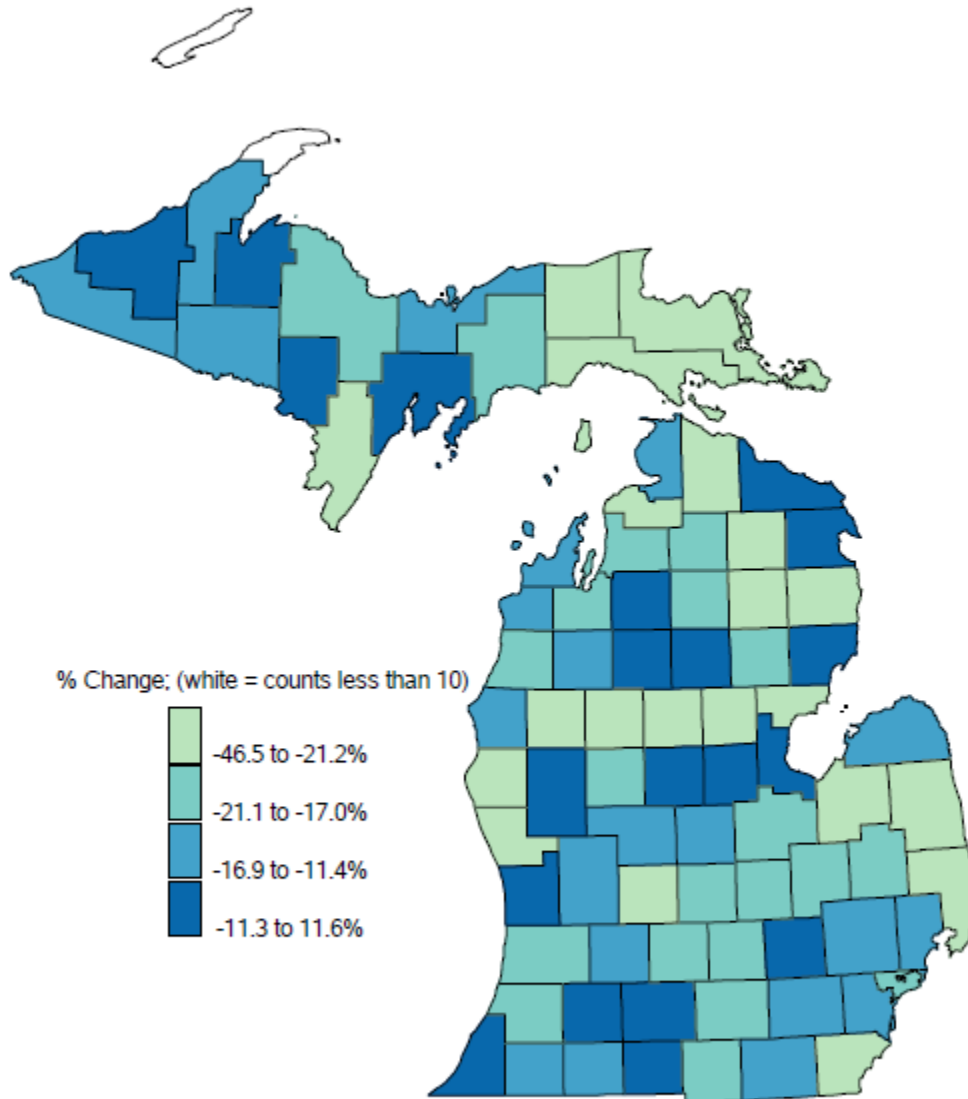 % Change; (white = counts less than 10)
-46.5 to -21.2%
-21.1 to -17.0%
-16.9 to -11.4%
-11.3 to 11.6%